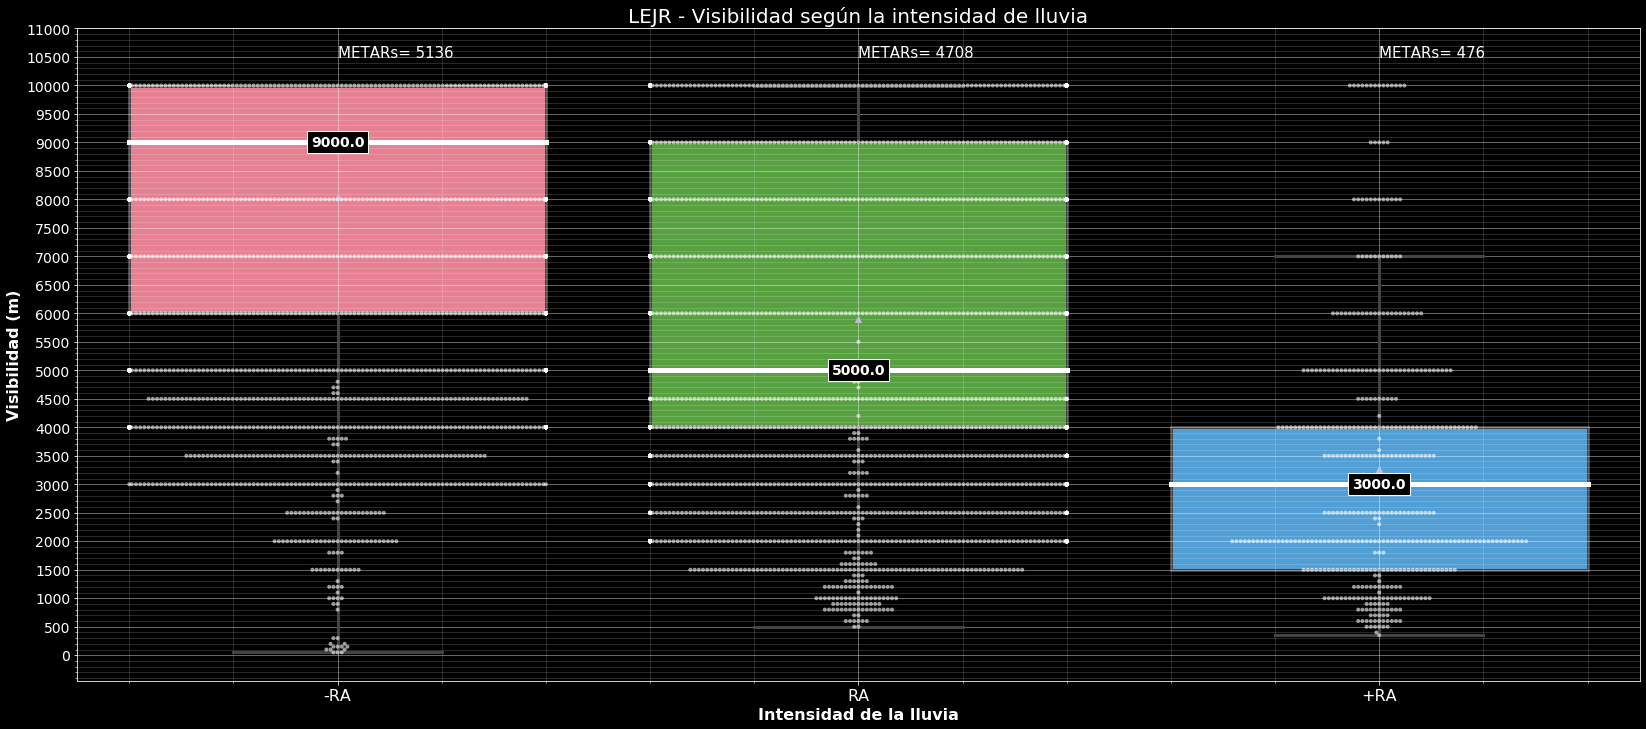 LEJR - Visibilidad según la intensidad de lluvia
METARs= 5136
METARs= 4708
METARs= 476
11000
10500
10000
9500
9000
8500
8000
7500
7000
6500
6000
5500
5000
4500
4000
3500
3000
2500
2000
1500
1000
500
0
Visibilidad (m)
9000.0
5000.0
3000.0
-RA
RA
+RA
Intensidad de la lluvia